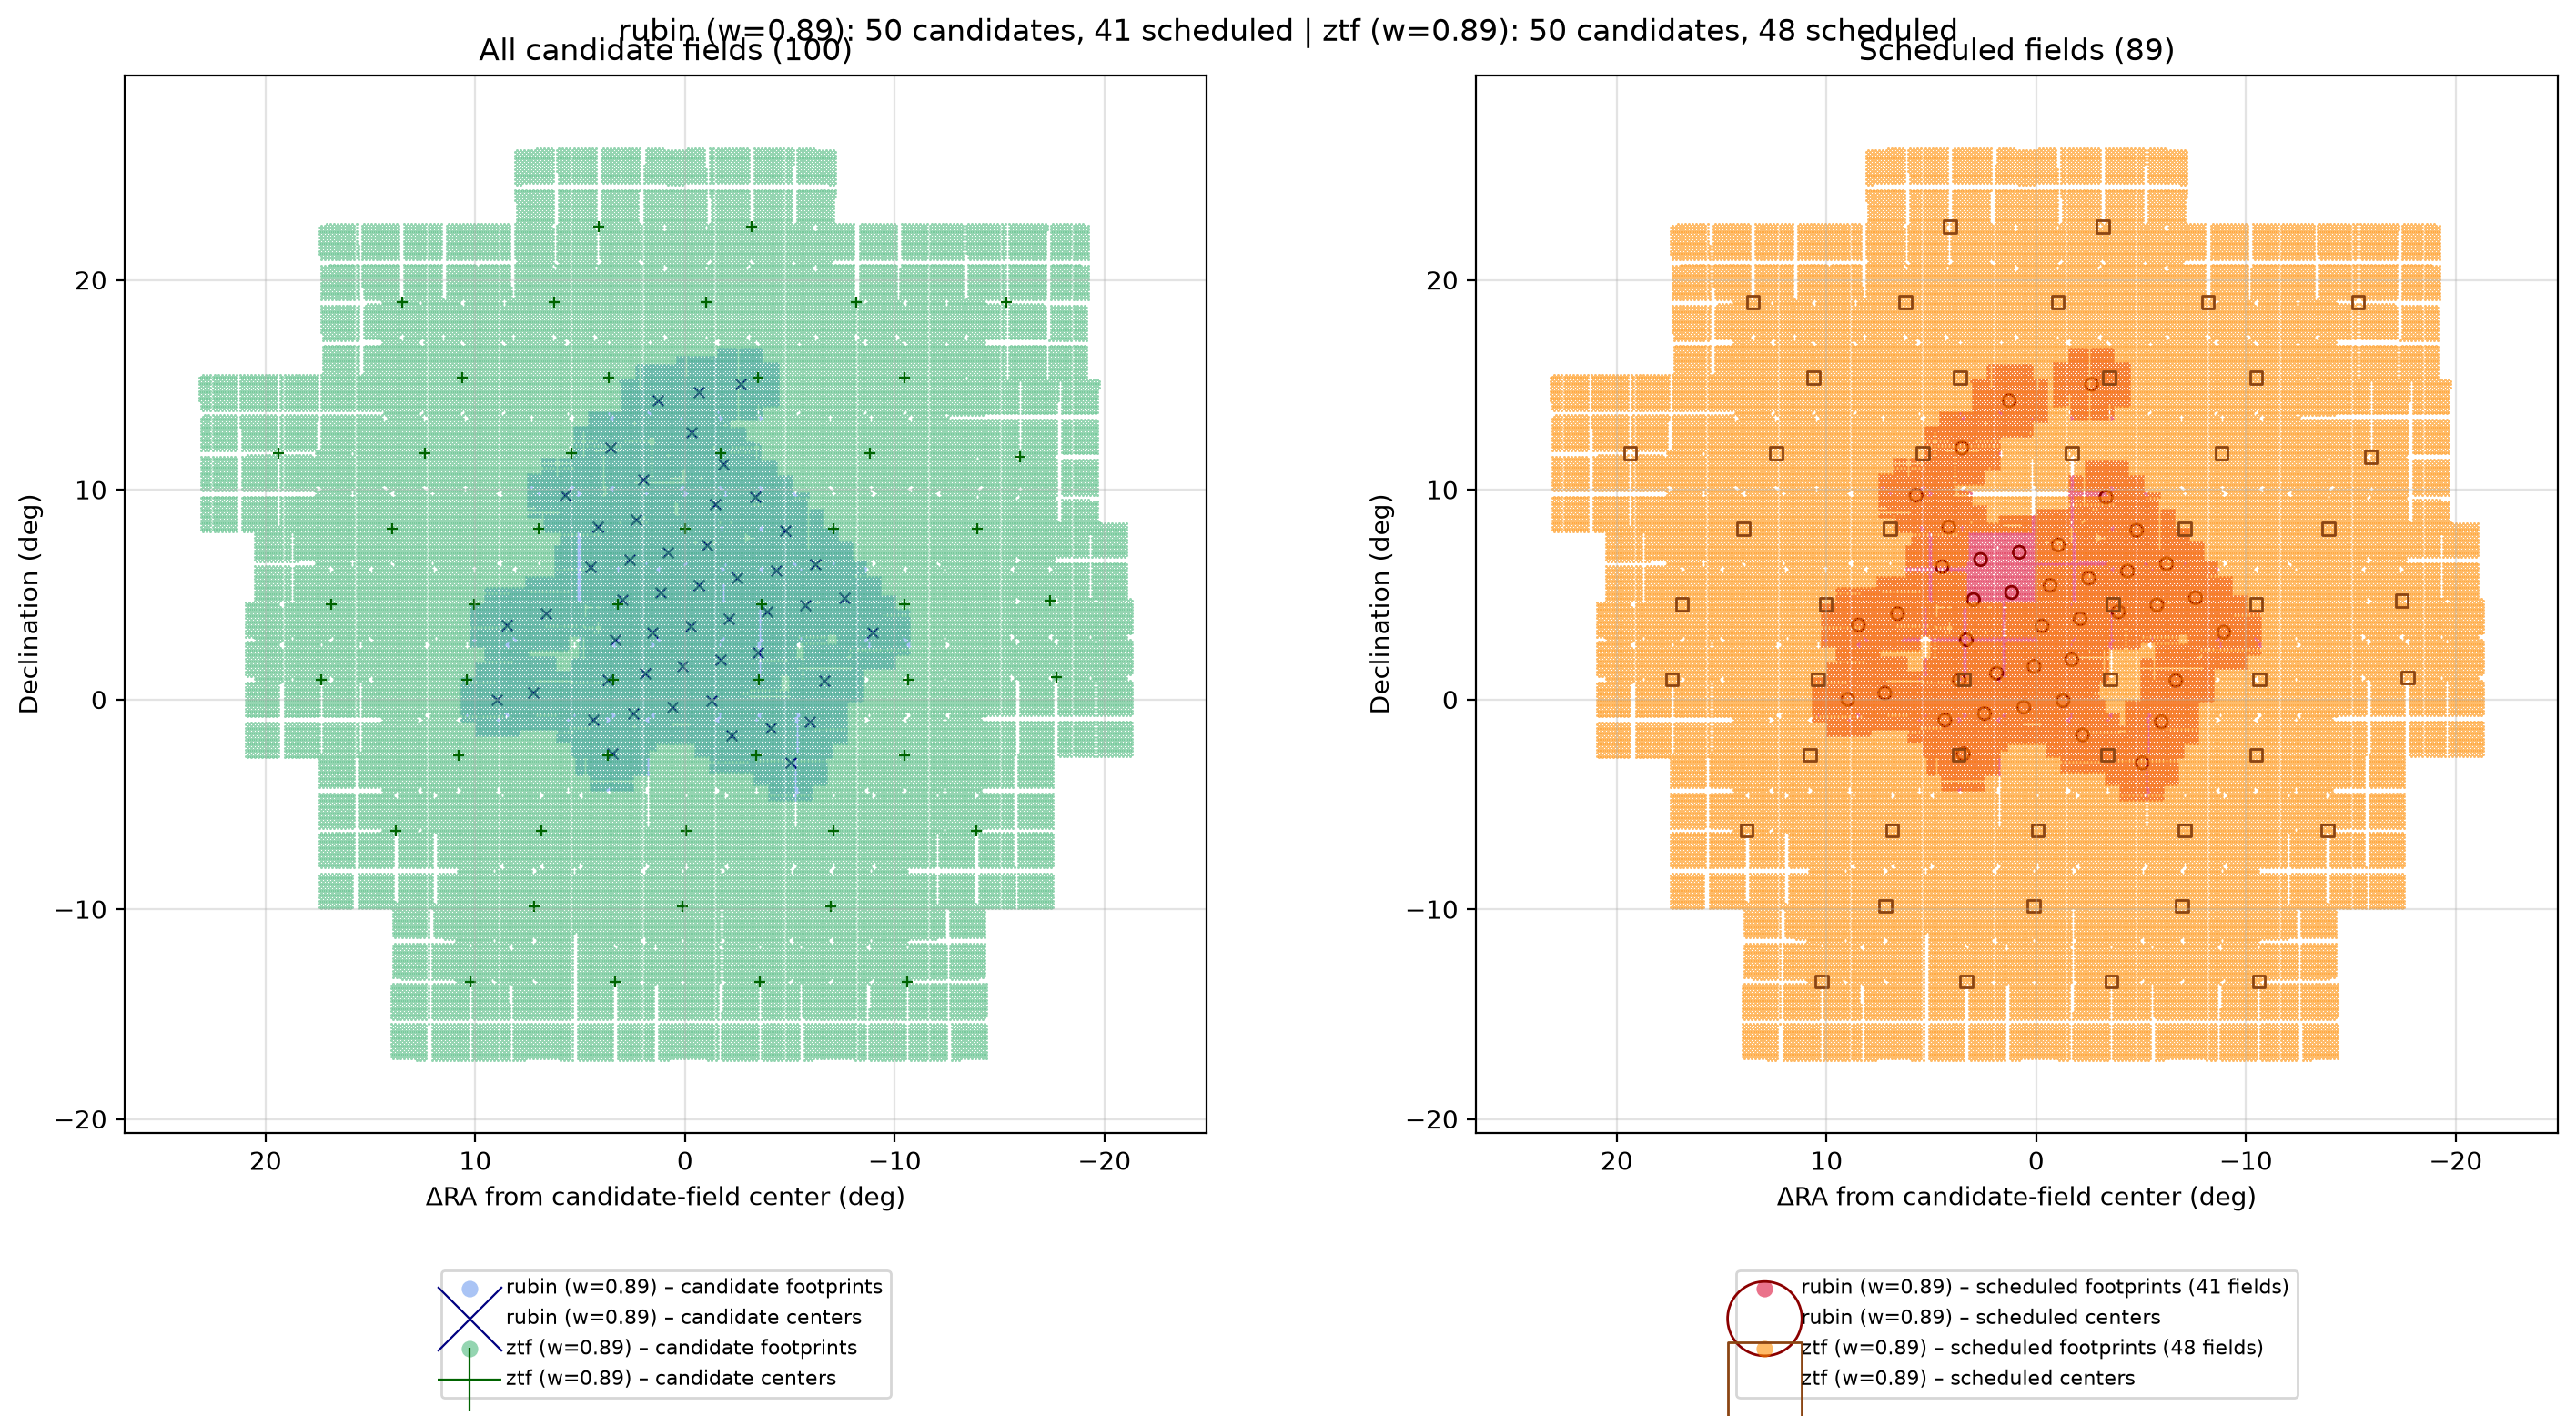 rubin (w=0.89): 50 candidates, 41 scheduled | ztf (w=0.89): 50 candidates, 48 scheduled
All candidate fields (100)
Scheduled fields (89)
Declination (deg)
20
10
0
−10
−20
20
10
0
−10
−20
ΔRA from candidate-field center (deg)
rubin (w=0.89) – candidate footprints
rubin (w=0.89) – candidate centers
ztf (w=0.89) – candidate footprints
ztf (w=0.89) – candidate centers
Declination (deg)
20
10
0
−10
−20
20
10
0
−10
−20
ΔRA from candidate-field center (deg)
rubin (w=0.89) – scheduled footprints (41 fields)
rubin (w=0.89) – scheduled centers
ztf (w=0.89) – scheduled footprints (48 fields)
ztf (w=0.89) – scheduled centers